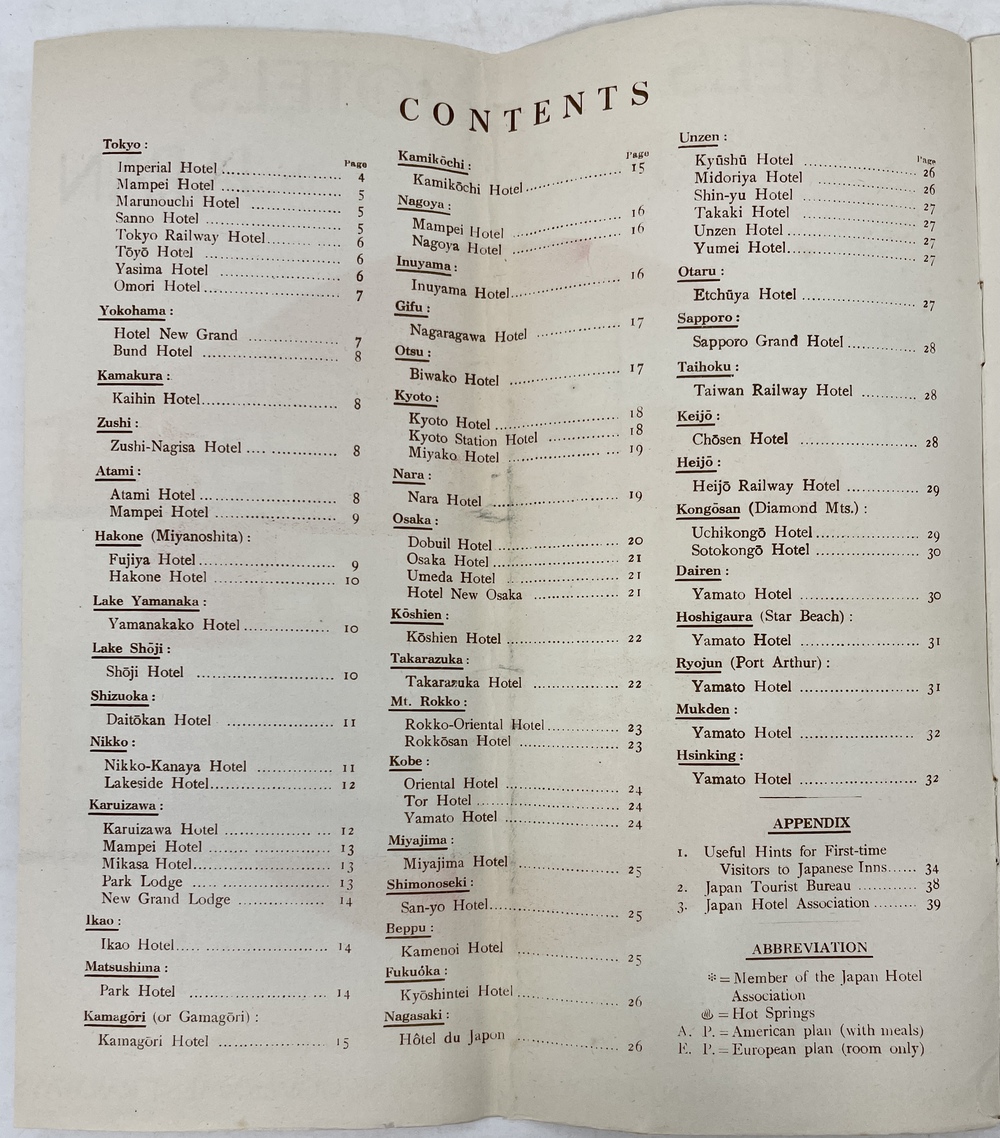 CONTENTS
Tokyo :
Page
Imperial Hotel ........ 4
Mampei Hotel ........ 5
Marunouchi Hotel ........ 5
Sanno Hotel ........ 5
Tokyo Railway Hotel ........ 6
Tōyō Hotel ........ 6
Yasima Hotel ........ 6
Omori Hotel ........ 7
Yokohama :
Hotel New Grand ........ 7
Bund Hotel ........ 8
Kamakura :
Kaihin Hotel ........ 8
Zushi :
Zushi-Nagisa Hotel ........ 8
Atami :
Atami Hotel ........ 8
Mampei Hotel ........ 9
Hakone (Miyanoshita) :
Fujiya Hotel ........ 9
Hakone Hotel ........ 10
Lake Yamanaka :
Yamanakako Hotel ........ 10
Lake Shōji :
Shōji Hotel ........ 10
Shizuoka :
Daitōkan Hotel ........ 11
Nikko :
Nikko-Kanaya Hotel ........ 11
Lakeside Hotel ........ 12
Karuizawa :
Karuizawa Hotel ........ 12
Mampei Hotel ........ 13
Mikasa Hotel ........ 13
Park Lodge ........ 13
New Grand Lodge ........ 14
Ikao :
Ikao Hotel ........ 14
Matsushima :
Park Hotel ........ 14
Kamagōri (or Gamagōri) :
Kamagōri Hotel ........ 15
Kamikōchi :
Page
Kamikōchi Hotel ........ 15
Nagoya :
Mampei Hotel ........ 16
Nagoya Hotel ........ 16
Inuyama :
Inuyama Hotel ........ 16
Gifu :
Nagaragawa Hotel ........ 17
Otsu :
Biwako Hotel ........ 17
Kyoto :
Kyoto Hotel ........ 18
Kyoto Station Hotel ........ 18
Miyako Hotel ........ 19
Nara :
Nara Hotel ........ 19
Osaka :
Dobuil Hotel ........ 20
Osaka Hotel ........ 21
Umeda Hotel ........ 21
Hotel New Osaka ........ 21
Kōshien :
Kōshien Hotel ........ 22
Takarazuka :
Takarazuka Hotel ........ 22
Mt. Rokko :
Rokko-Oriental Hotel ........ 23
Rokkōsan Hotel ........ 23
Kobe :
Oriental Hotel ........ 24
Tor Hotel ........ 24
Yamato Hotel ........ 24
Miyajima :
Miyajima Hotel ........ 25
Shimonoseki :
San-yo Hotel ........ 25
Beppu :
Kamenoi Hotel ........ 25
Fukuóka :
Kyōshintei Hotel ........ 26
Nagasaki :
Hôtel du Japon ........ 26
Unzen :
Page
Kyūshū Hotel ........ 26
Midoriya Hotel ........ 26
Shin-yu Hotel ........ 27
Takaki Hotel ........ 27
Unzen Hotel ........ 27
Yumei Hotel ........ 27
Otaru :
Etchūya Hotel ........ 27
Sapporo :
Sapporo Grand Hotel ........ 28
Taihoku :
Taiwan Railway Hotel ........ 28
Keijō :
Chōsen Hotel ........ 28
Heijō :
Heijō Railway Hotel ........ 29
Kongōsan (Diamond Mts.) :
Uchikongō Hotel ........ 29
Sotokongō Hotel ........ 30
Dairen :
Yamato Hotel ........ 30
Hoshigaura (Star Beach) :
Yamato Hotel ........ 31
Ryojun (Port Arthur) :
Yamato Hotel ........ 31
Mukden :
Yamato Hotel ........ 32
Hsinking :
Yamato Hotel ........ 32
APPENDIX
1. Useful Hints for First-time
Visitors to Japanese Inns ...... 34
2. Japan Tourist Bureau ........ 38
3. Japan Hotel Association ........ 39
ABBREVIATION
* = Member of the Japan Hotel
Association
♨ = Hot Springs
A. P. = American plan (with meals)
E. P. = European plan (room only)